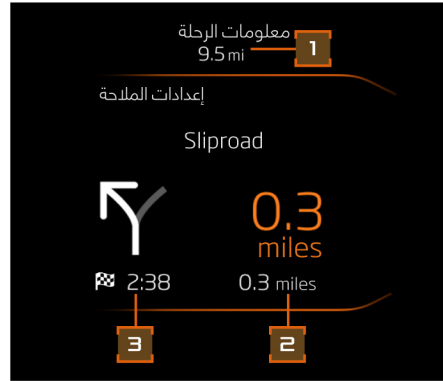 معلومات الرحلة
9.5 mi
1
إعدادات الملاحة
Sliproad
0.3
miles
2:38
0.3 miles
3
2